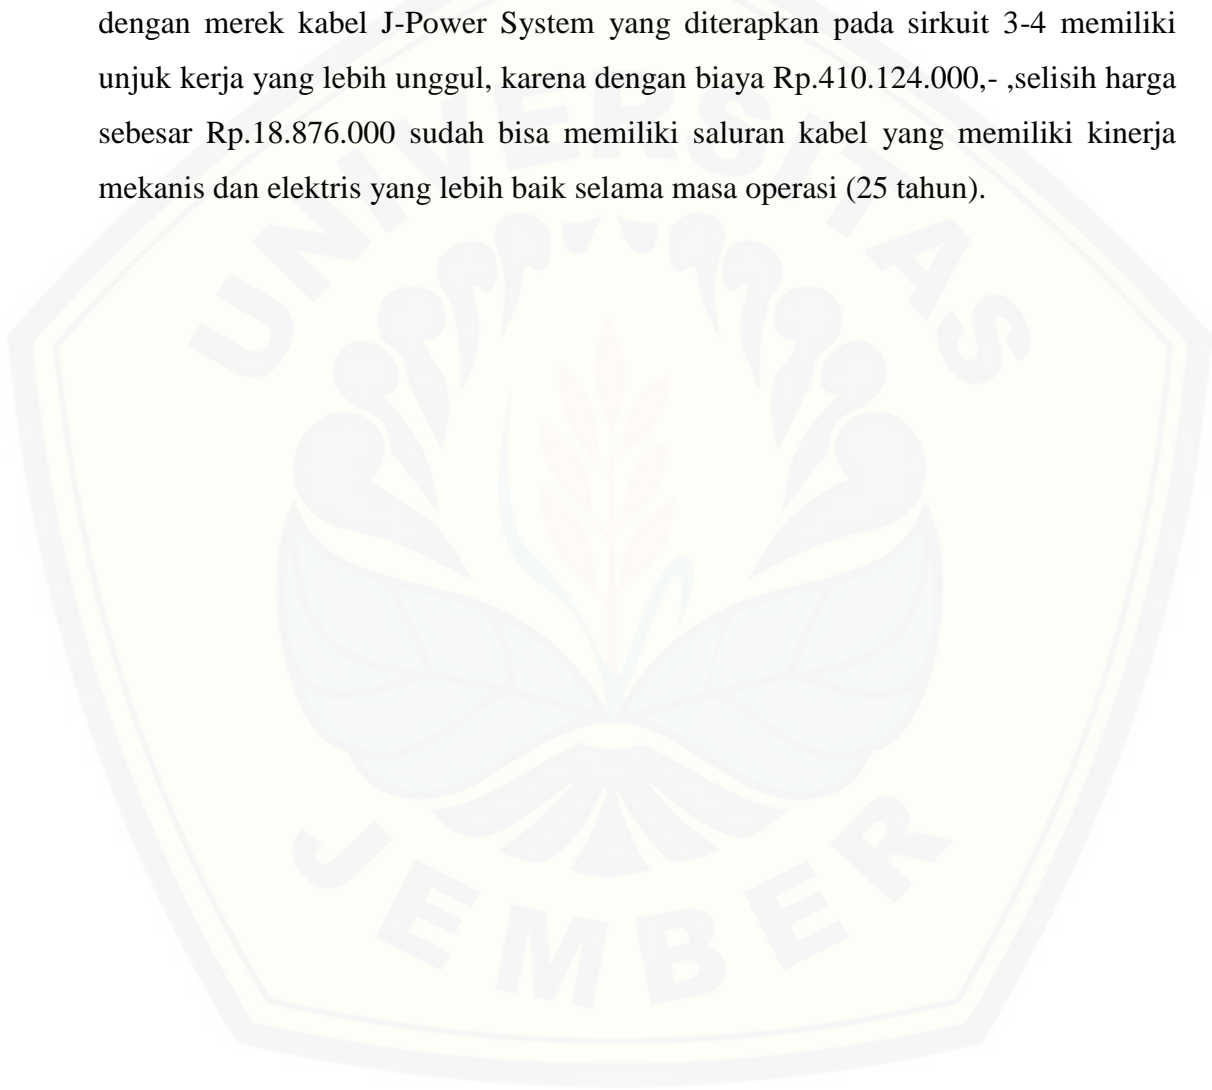 dengan merek kabel J-Power System yang diterapkan pada sirkuit 3-4 memiliki
unjuk kerja yang lebih unggul, karena dengan biaya Rp.410.124.000,- ,selisih harga
sebesar Rp.18.876.000 sudah bisa memiliki saluran kabel yang memiliki kinerja
mekanis dan elektris yang lebih baik selama masa operasi (25 tahun).
UNIVERSITAS
JEMBER